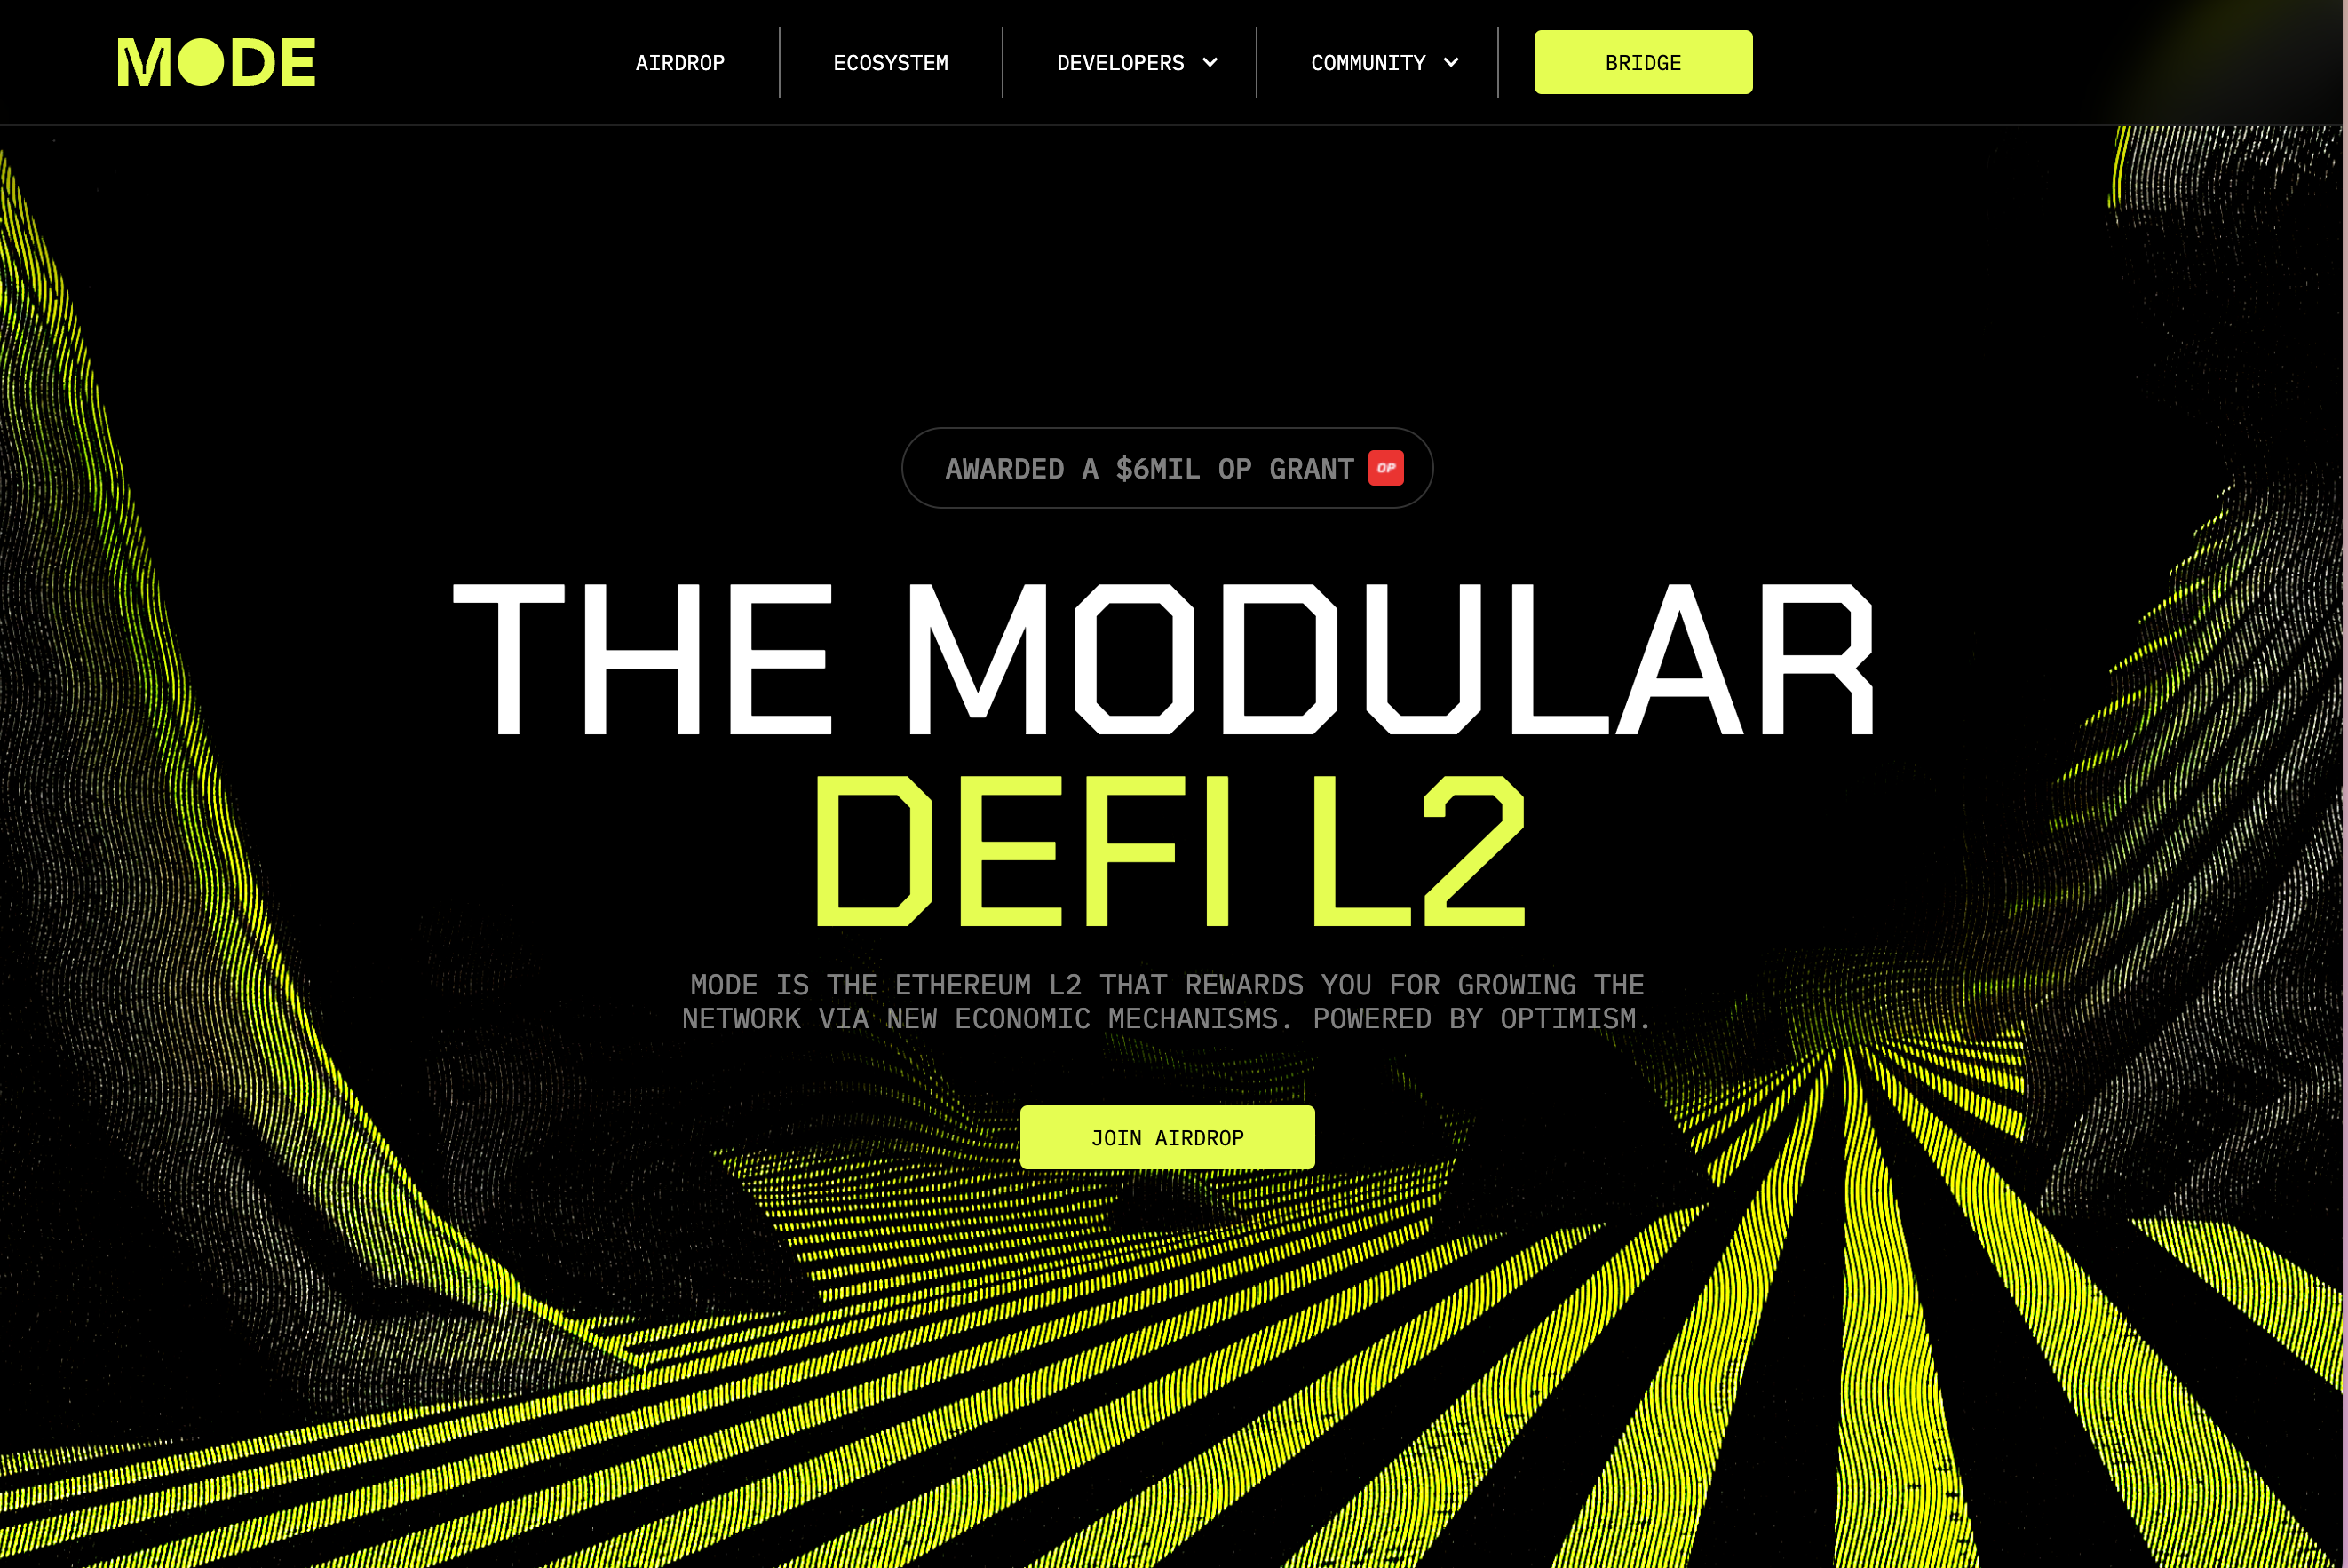 MODE
AIRDROP
ECOSYSTEM
DEVELOPERS
COMMUNITY
BRIDGE
AWARDED A $6MIL OP GRANT OP
THE MODULAR
DEFI L2
MODE IS THE ETHEREUM L2 THAT REWARDS YOU FOR GROWING THE
NETWORK VIA NEW ECONOMIC MECHANISMS. POWERED BY OPTIMISM.
JOIN AIRDROP